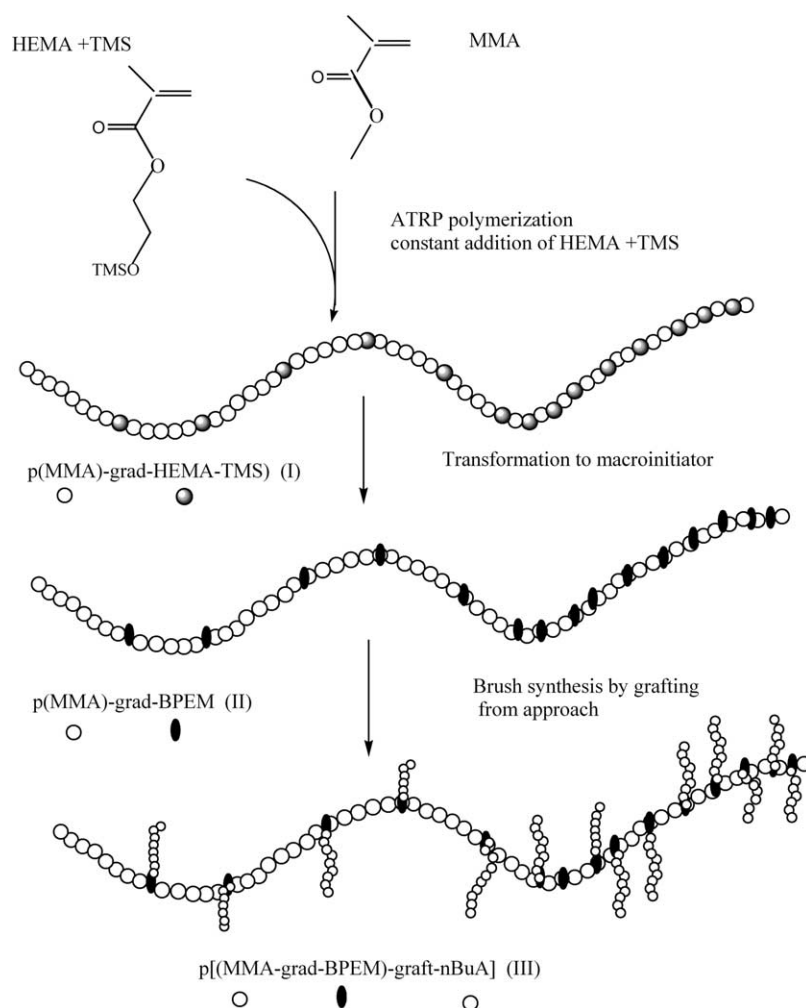 HEMA +TMS
MMA
O
O
O
O
TMSO
ATRP polymerization
constant addition of HEMA +TMS
p(MMA)-grad-HEMA-TMS) (I)
Transformation to macroinitiator
p(MMA)-grad-BPEM (II)
Brush synthesis by grafting
from approach
p[(MMA-grad-BPEM)-graft-nBuA] (III)